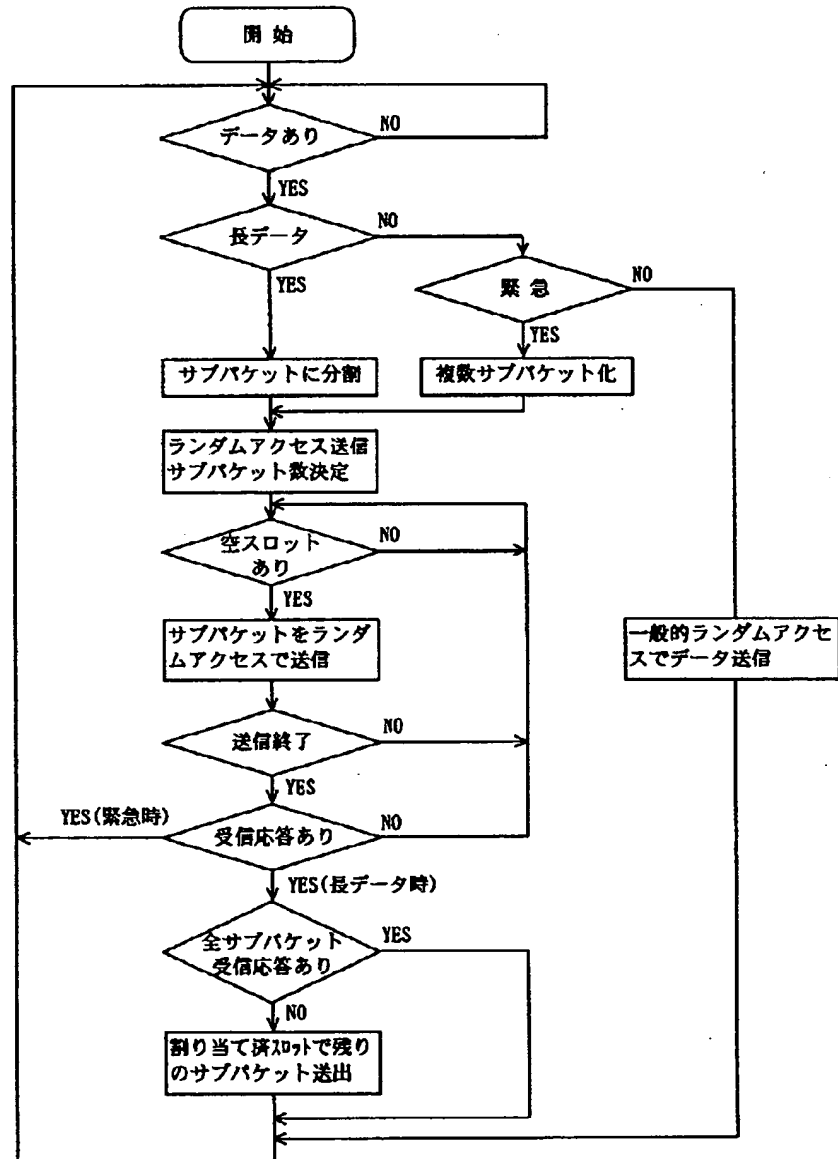 開始
データあり
NO
YES
長データ
NO
YES
緊急
NO
YES
サブパケットに分割
複数サブパケット化
ランダムアクセス送信
サブパケット数決定
空スロット
あり
NO
YES
サブパケットをランダ
ムアクセスで送信
一般的ランダムアクセ
スでデータ送信
送信終了
NO
YES
YES(緊急時)
受信応答あり
NO
YES(長データ時)
全サブパケット
受信応答あり
YES
NO
割り当て済スロットで残り
のサブパケット送出